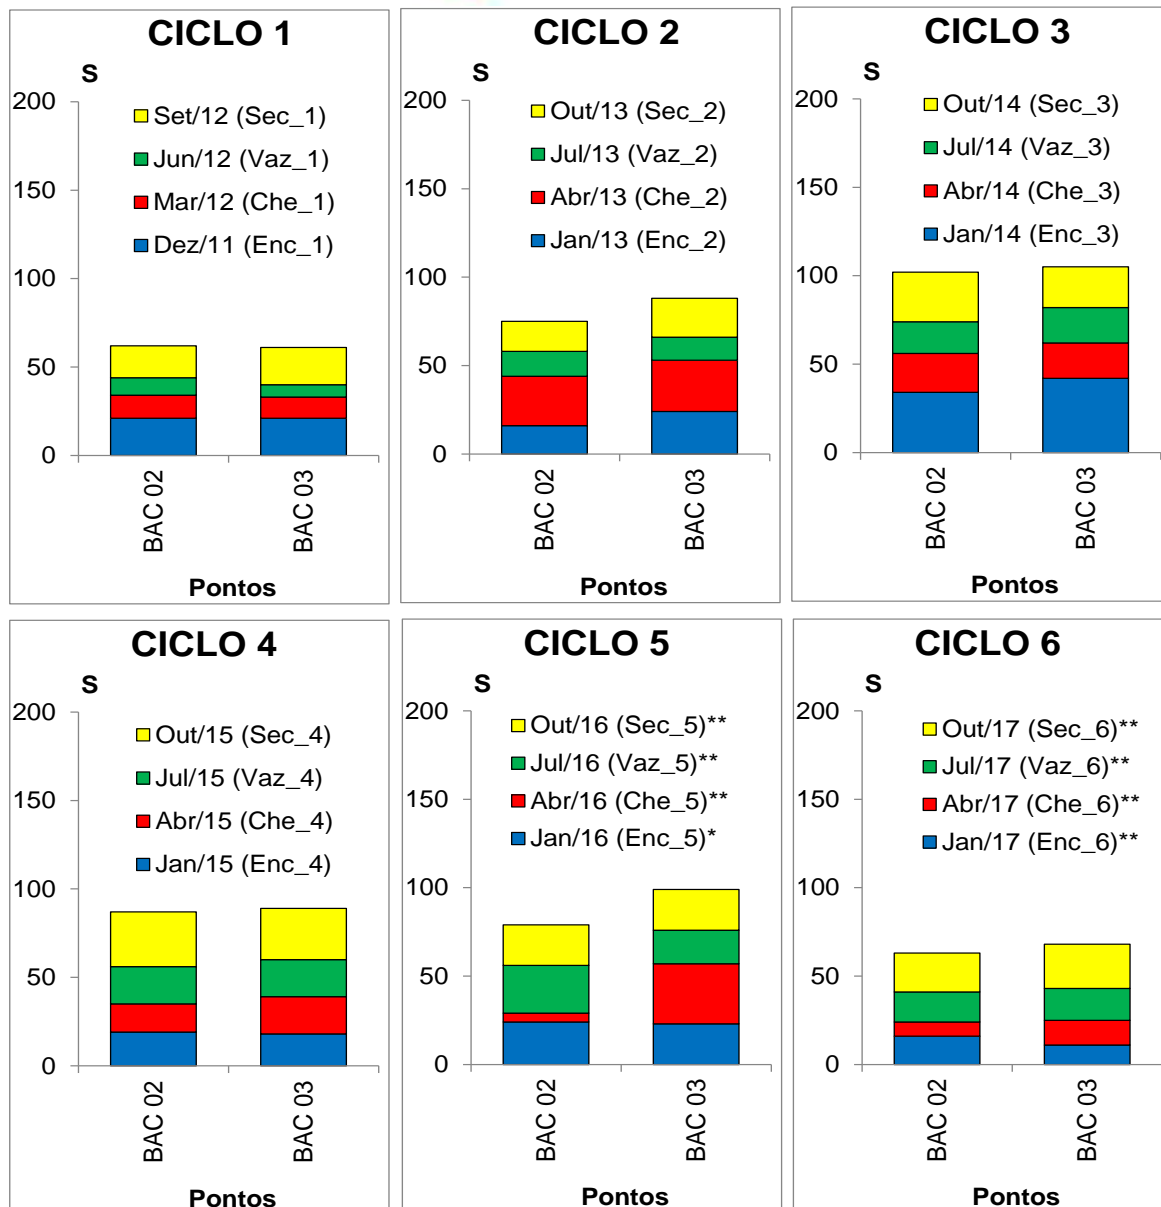 CICLO 1
S
200
150
100
50
0
Set/12 (Sec_1)
Jun/12 (Vaz_1)
Mar/12 (Che_1)
Dez/11 (Enc_1)
BAC 02
BAC 03
Pontos
CICLO 2
S
200
150
100
50
0
Out/13 (Sec_2)
Jul/13 (Vaz_2)
Abr/13 (Che_2)
Jan/13 (Enc_2)
BAC 02
BAC 03
Pontos
CICLO 3
S
200
150
100
50
0
Out/14 (Sec_3)
Jul/14 (Vaz_3)
Abr/14 (Che_3)
Jan/14 (Enc_3)
BAC 02
BAC 03
Pontos
CICLO 4
S
200
150
100
50
0
Out/15 (Sec_4)
Jul/15 (Vaz_4)
Abr/15 (Che_4)
Jan/15 (Enc_4)
BAC 02
BAC 03
Pontos
CICLO 5
S
200
150
100
50
0
Out/16 (Sec_5)**
Jul/16 (Vaz_5)**
Abr/16 (Che_5)**
Jan/16 (Enc_5)*
BAC 02
BAC 03
Pontos
CICLO 6
S
200
150
100
50
0
Out/17 (Sec_6)**
Jul/17 (Vaz_6)**
Abr/17 (Che_6)**
Jan/17 (Enc_6)**
BAC 02
BAC 03
Pontos